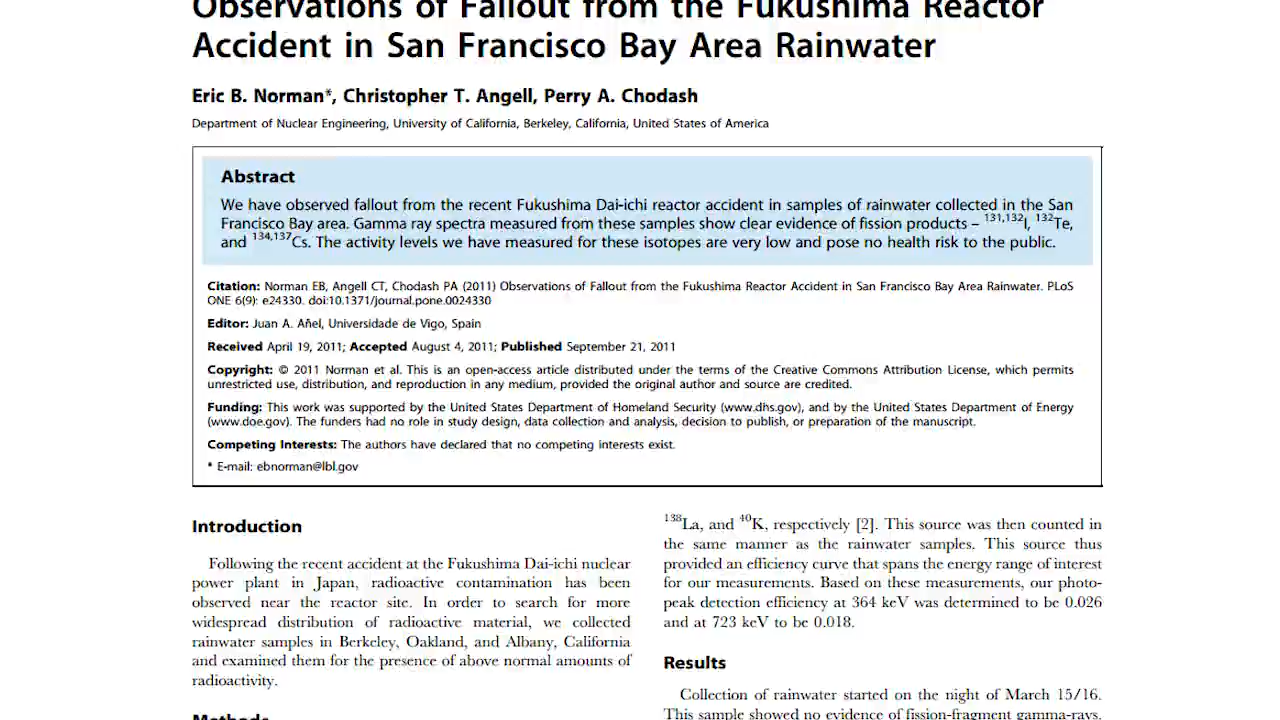 Observations of Fallout from the Fukushima Reactor
Accident in San Francisco Bay Area Rainwater
Eric B. Norman*, Christopher T. Angell, Perry A. Chodash
Department of Nuclear Engineering, University of California, Berkeley, California, United States of America
Abstract
We have observed fallout from the recent Fukushima Dai-ichi reactor accident in samples of rainwater collected in the San
Francisco Bay area. Gamma ray spectra measured from these samples show clear evidence of fission products – 131,132I, 132Te,
and 134,137Cs. The activity levels we have measured for these isotopes are very low and pose no health risk to the public.
Citation: Norman EB, Angell CT, Chodash PA (2011) Observations of Fallout from the Fukushima Reactor Accident in San Francisco Bay Area Rainwater. PLoS
ONE 6(9): e24330. doi:10.1371/journal.pone.0024330
Editor: Juan A. Añel, Universidade de Vigo, Spain
Received April 19, 2011; Accepted August 4, 2011; Published September 21, 2011
Copyright: © 2011 Norman et al. This is an open-access article distributed under the terms of the Creative Commons Attribution License, which permits
unrestricted use, distribution, and reproduction in any medium, provided the original author and source are credited.
Funding: This work was supported by the United States Department of Homeland Security (www.dhs.gov), and by the United States Department of Energy
(www.doe.gov). The funders had no role in study design, data collection and analysis, decision to publish, or preparation of the manuscript.
Competing Interests: The authors have declared that no competing interests exist.
* E-mail: ebnorman@lbl.gov
Introduction
Following the recent accident at the Fukushima Dai-ichi nuclear
power plant in Japan, radioactive contamination has been
observed near the reactor site. In order to search for more
widespread distribution of radioactive material, we collected
rainwater samples in Berkeley, Oakland, and Albany, California
and examined them for the presence of above normal amounts of
radioactivity.
Methods
138La, and 40K, respectively [2]. This source was then counted in
the same manner as the rainwater samples. This source thus
provided an efficiency curve that spans the energy range of interest
for our measurements. Based on these measurements, our photo-
peak detection efficiency at 364 keV was determined to be 0.026
and at 723 keV to be 0.018.
Results
Collection of rainwater started on the night of March 15/16.
This sample showed no evidence of fission-fragment gamma-rays.